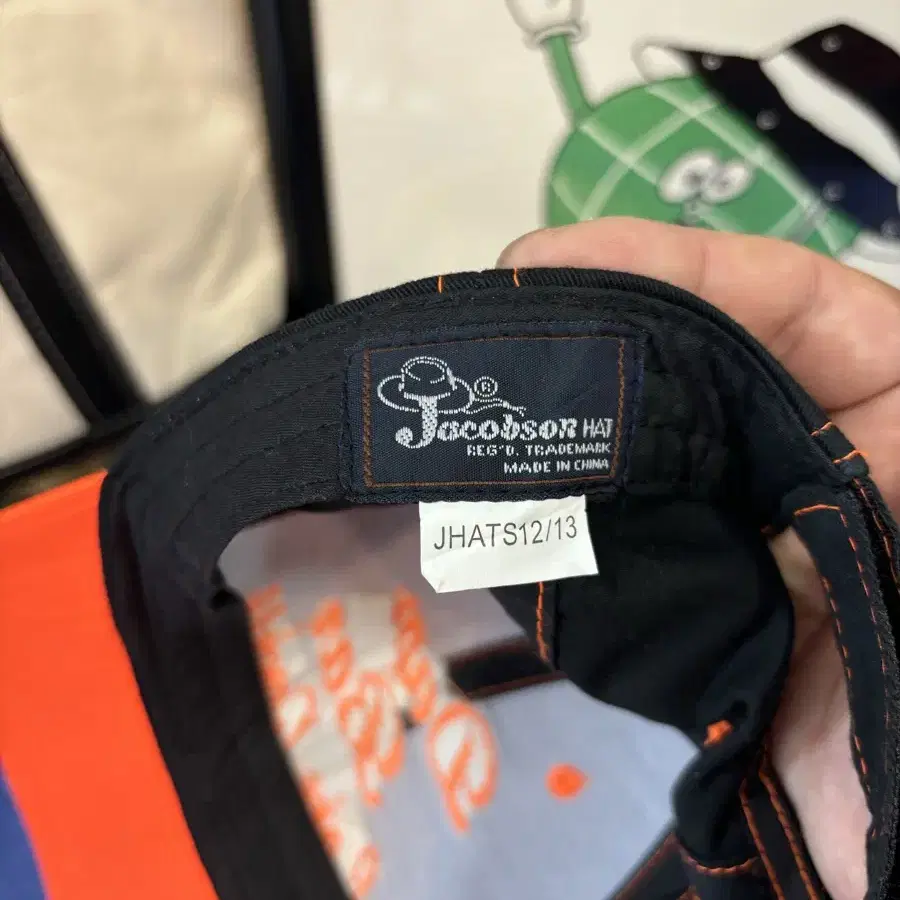 ®
Jacobson HAT
REG'D. TRADEMARK
MADE IN CHINA
JHATS12/13